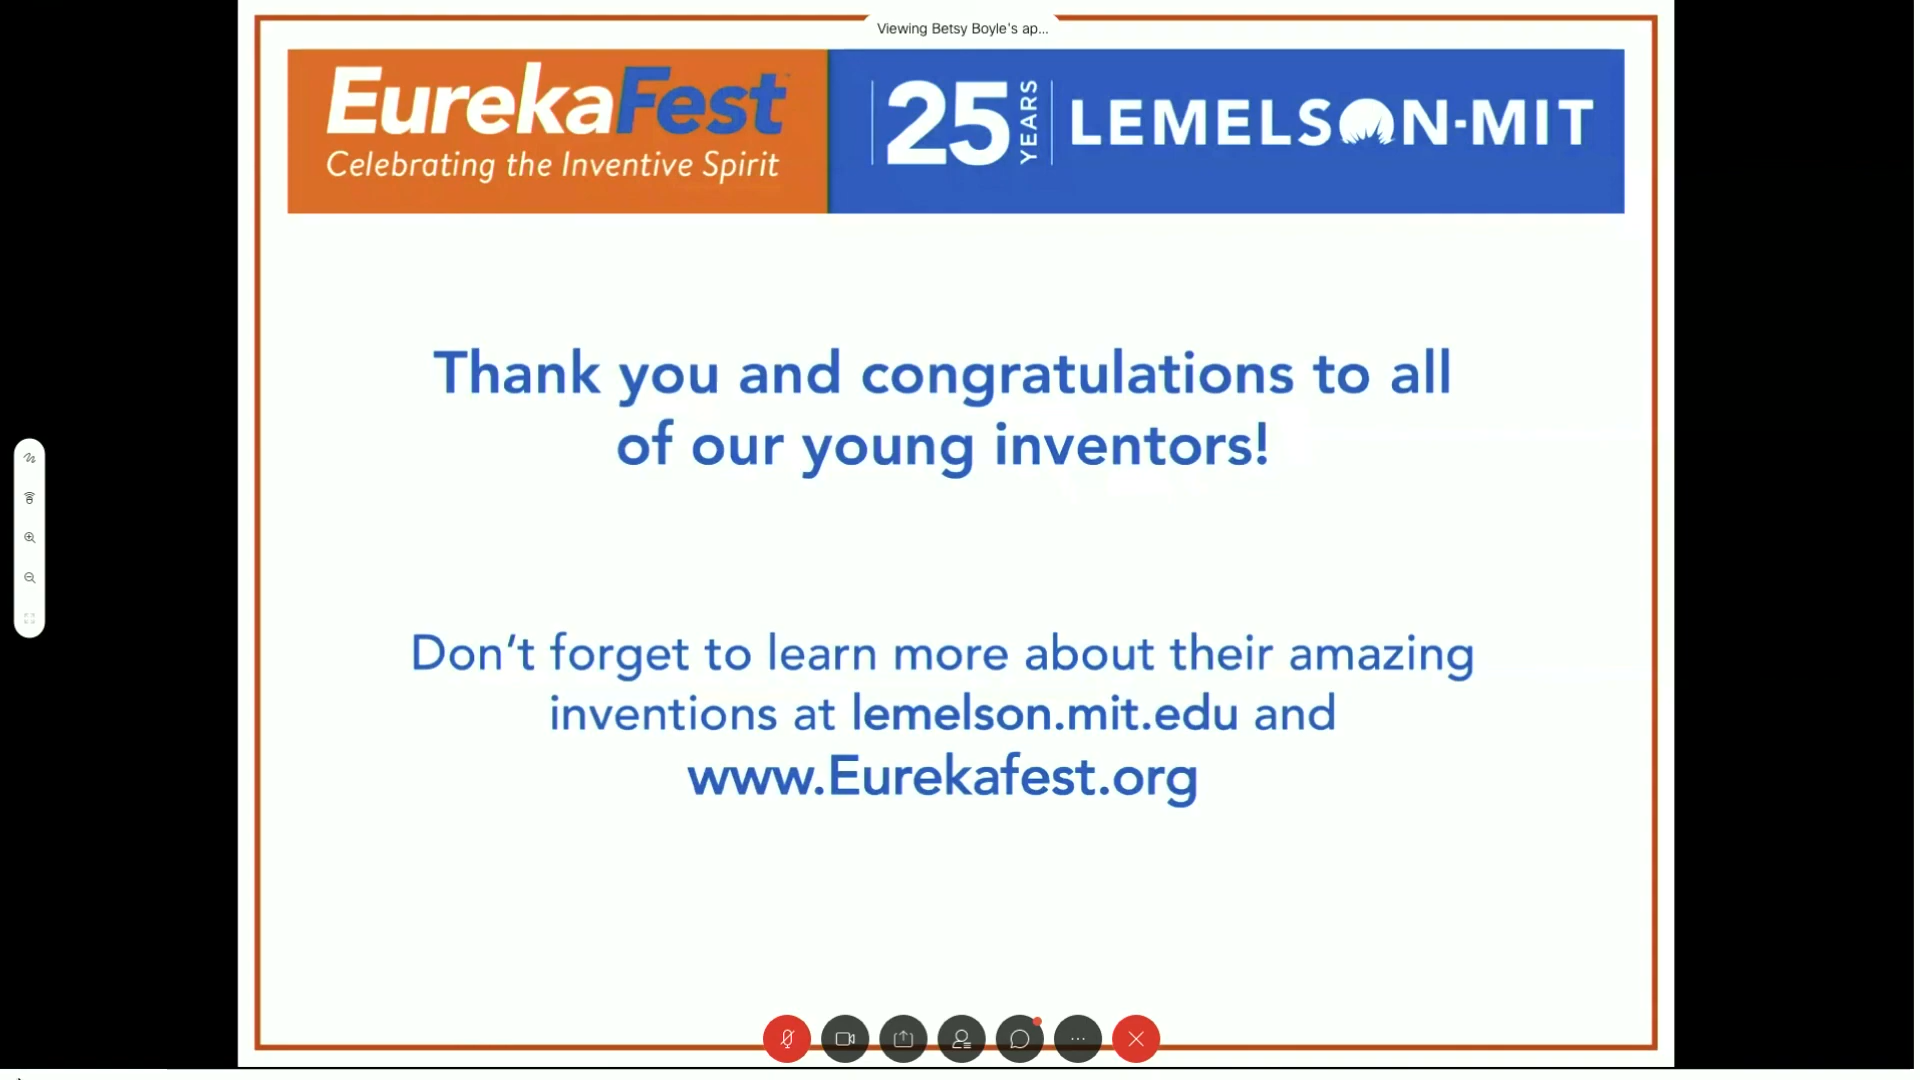 Viewing Betsy Boyle's ap...
EurekaFest
Celebrating the Inventive Spirit
25 YEARS
LEMELSON-MIT
Thank you and congratulations to all
of our young inventors!
Don't forget to learn more about their amazing
inventions at lemelson.mit.edu and
www.Eurekafest.org